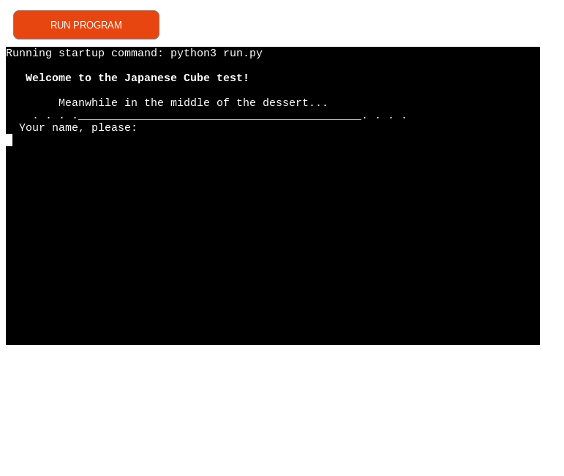 RUN PROGRAM
Running startup command: python3 run.py
Welcome to the Japanese Cube test!
Meanwhile in the middle of the dessert...
. . . .___________________________________________. . . .
Your name, please: